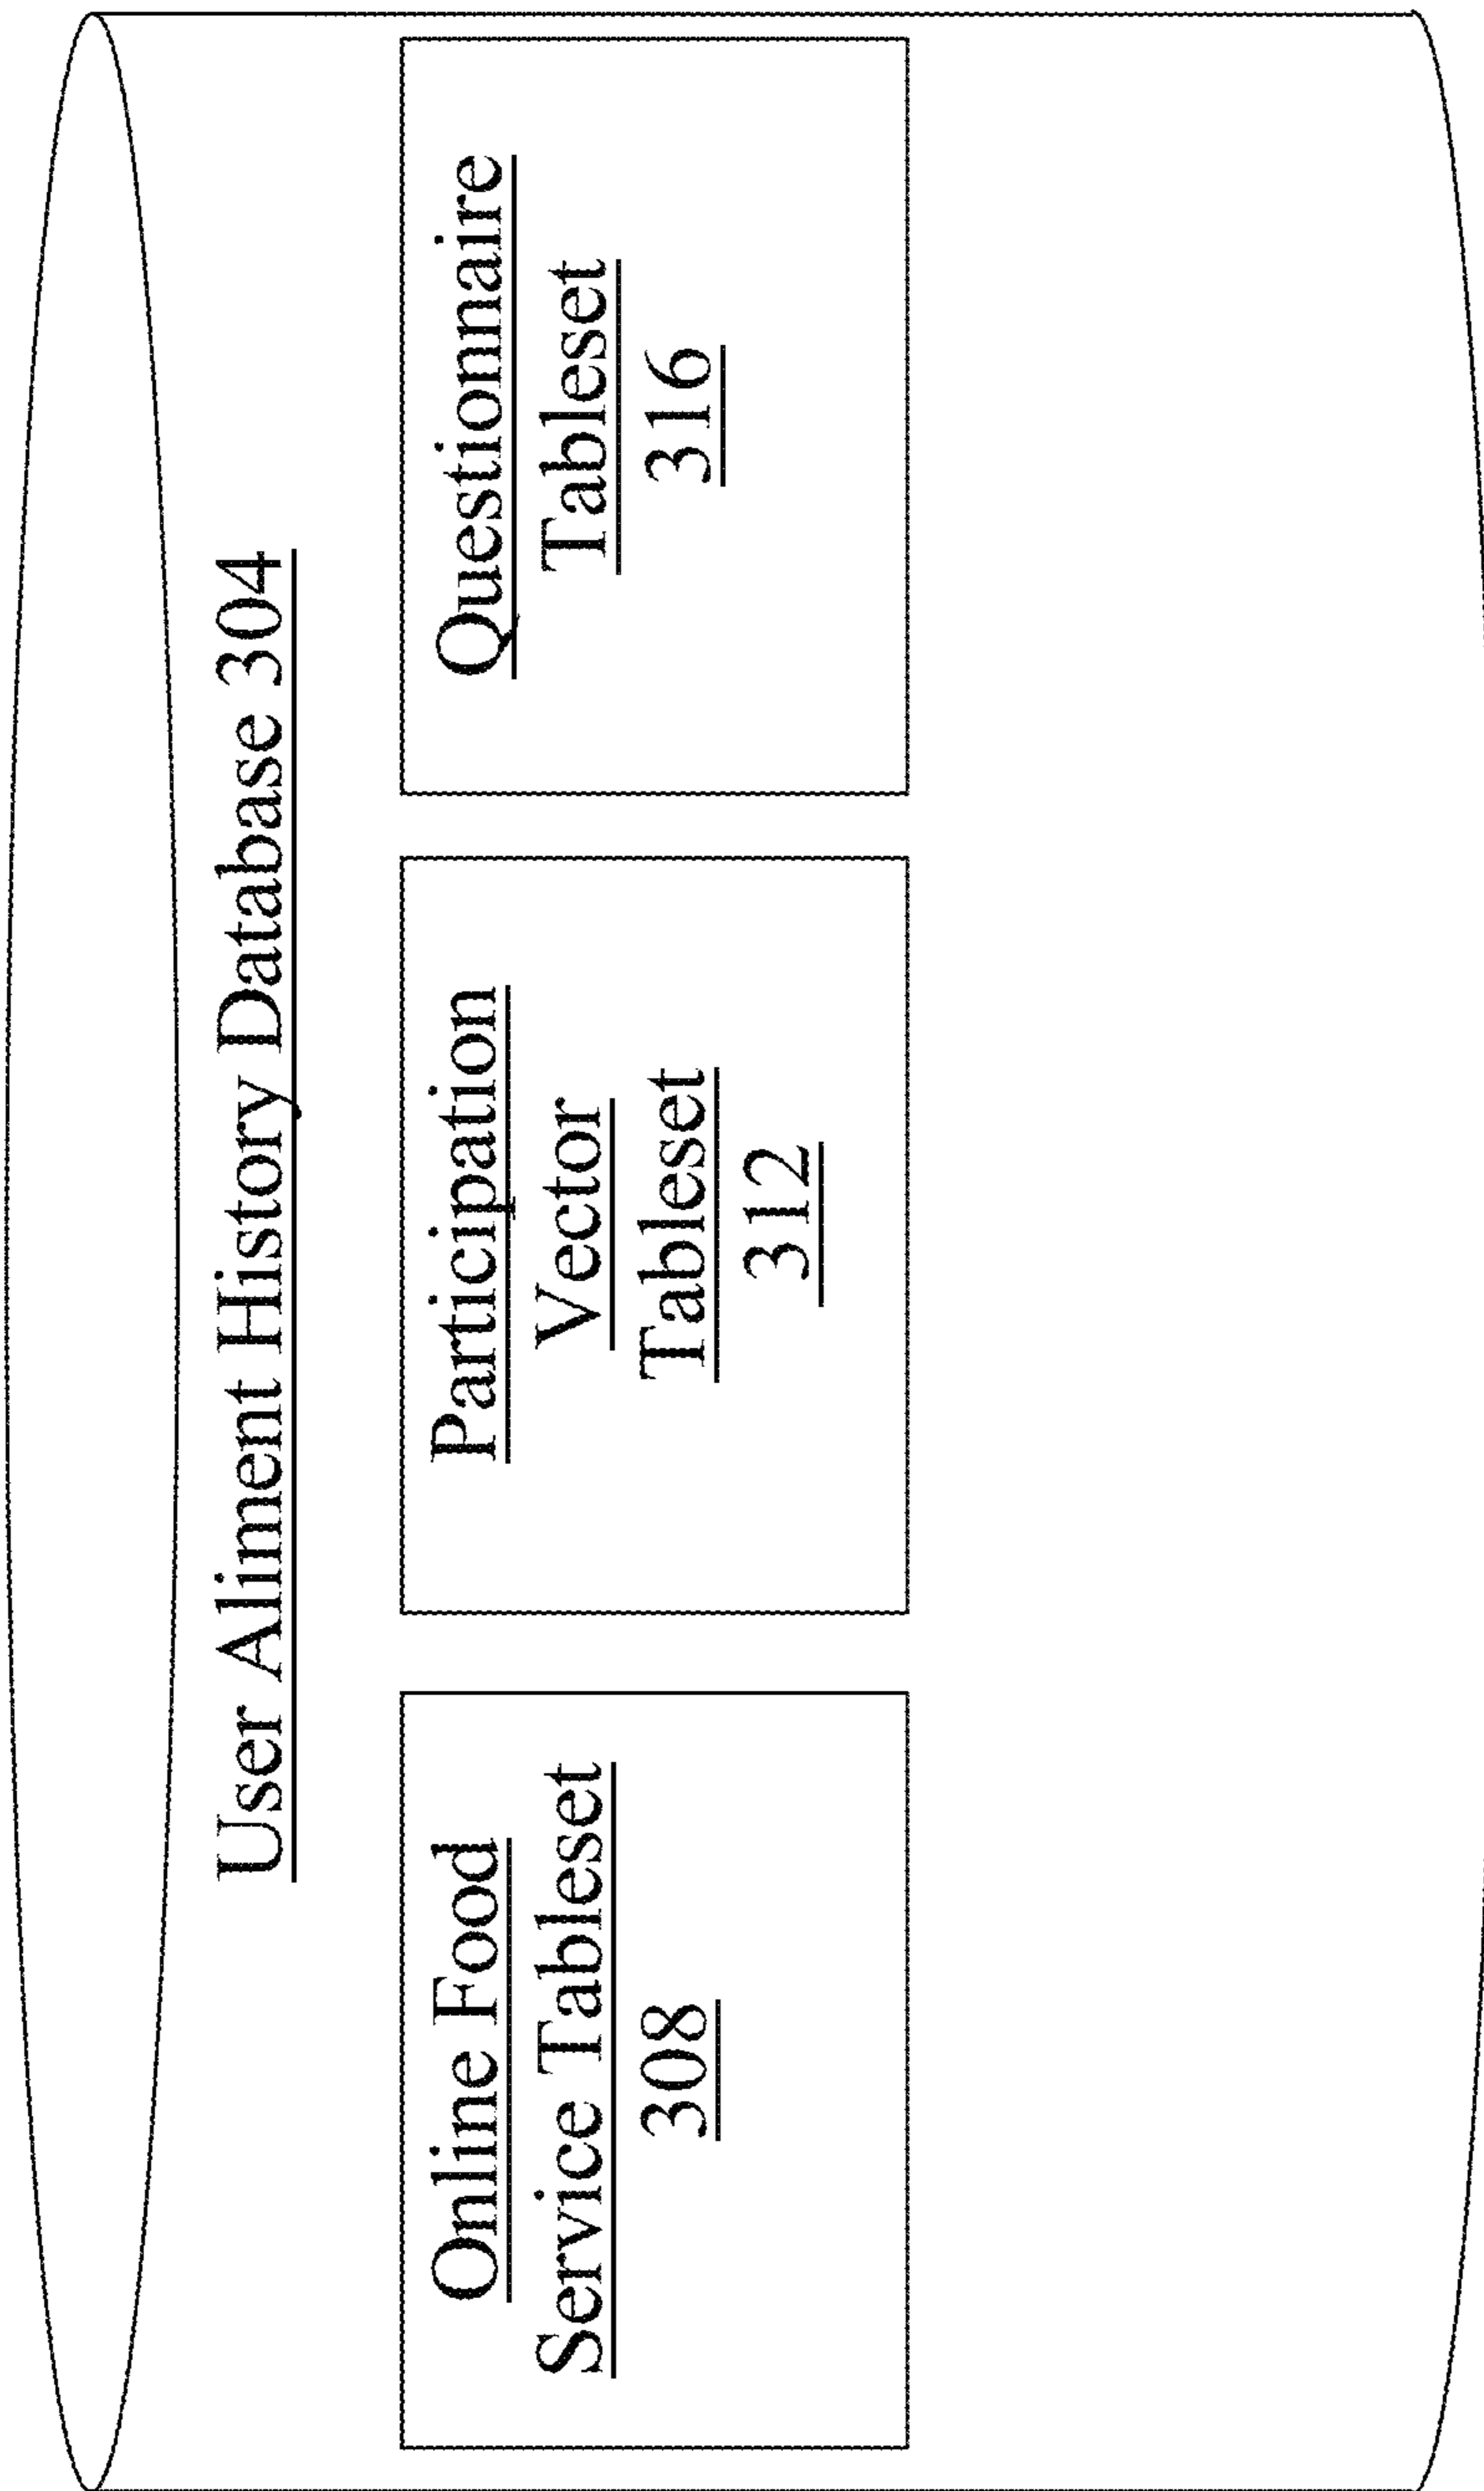 User Aliment History Database 304
Online Food
Service Tableset
308
Participation
Vector
Tableset
312
Questionnaire
Tableset
316